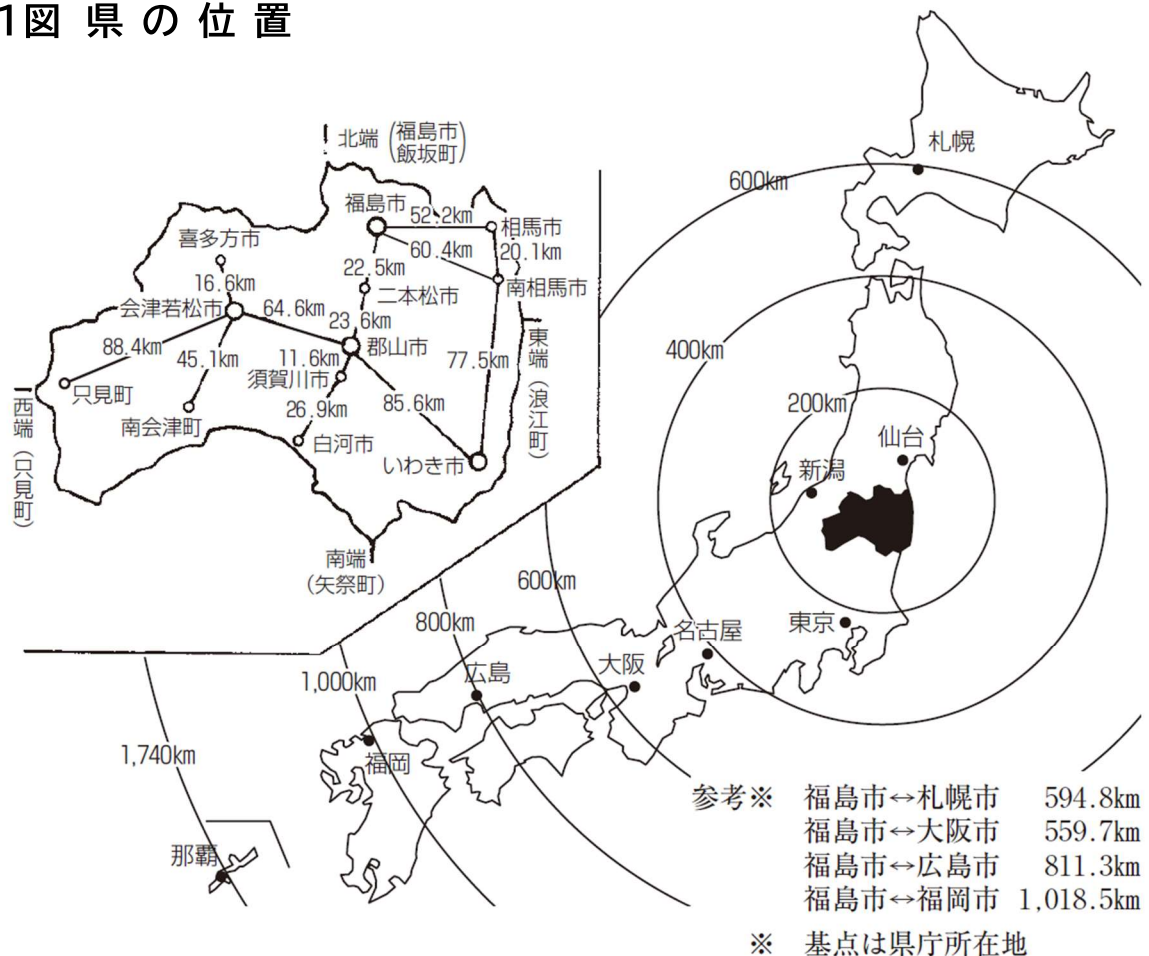 1図 県の位置
北端（福島市飯坂町）
福島市
52.2km
相馬市
60.4km
20.1km
喜多方市
22.5km
16.6km
二本松市
南相馬市
会津若松市
64.6km
23.6km
東端（浪江町）
88.4km
45.1km
11.6km
郡山市
77.5km
須賀川市
只見町
26.9km
85.6km
南会津町
白河市
いわき市
西端（只見町）
南端
（矢祭町）
札幌
600km
400km
200km
仙台
新潟
600km
800km
名古屋
東京
大阪
1,000km
広島
1,740km
福岡
那覇
参考※ 福島市↔札幌市 594.8km
福島市↔大阪市 559.7km
福島市↔広島市 811.3km
福島市↔福岡市 1,018.5km
※ 基点は県庁所在地